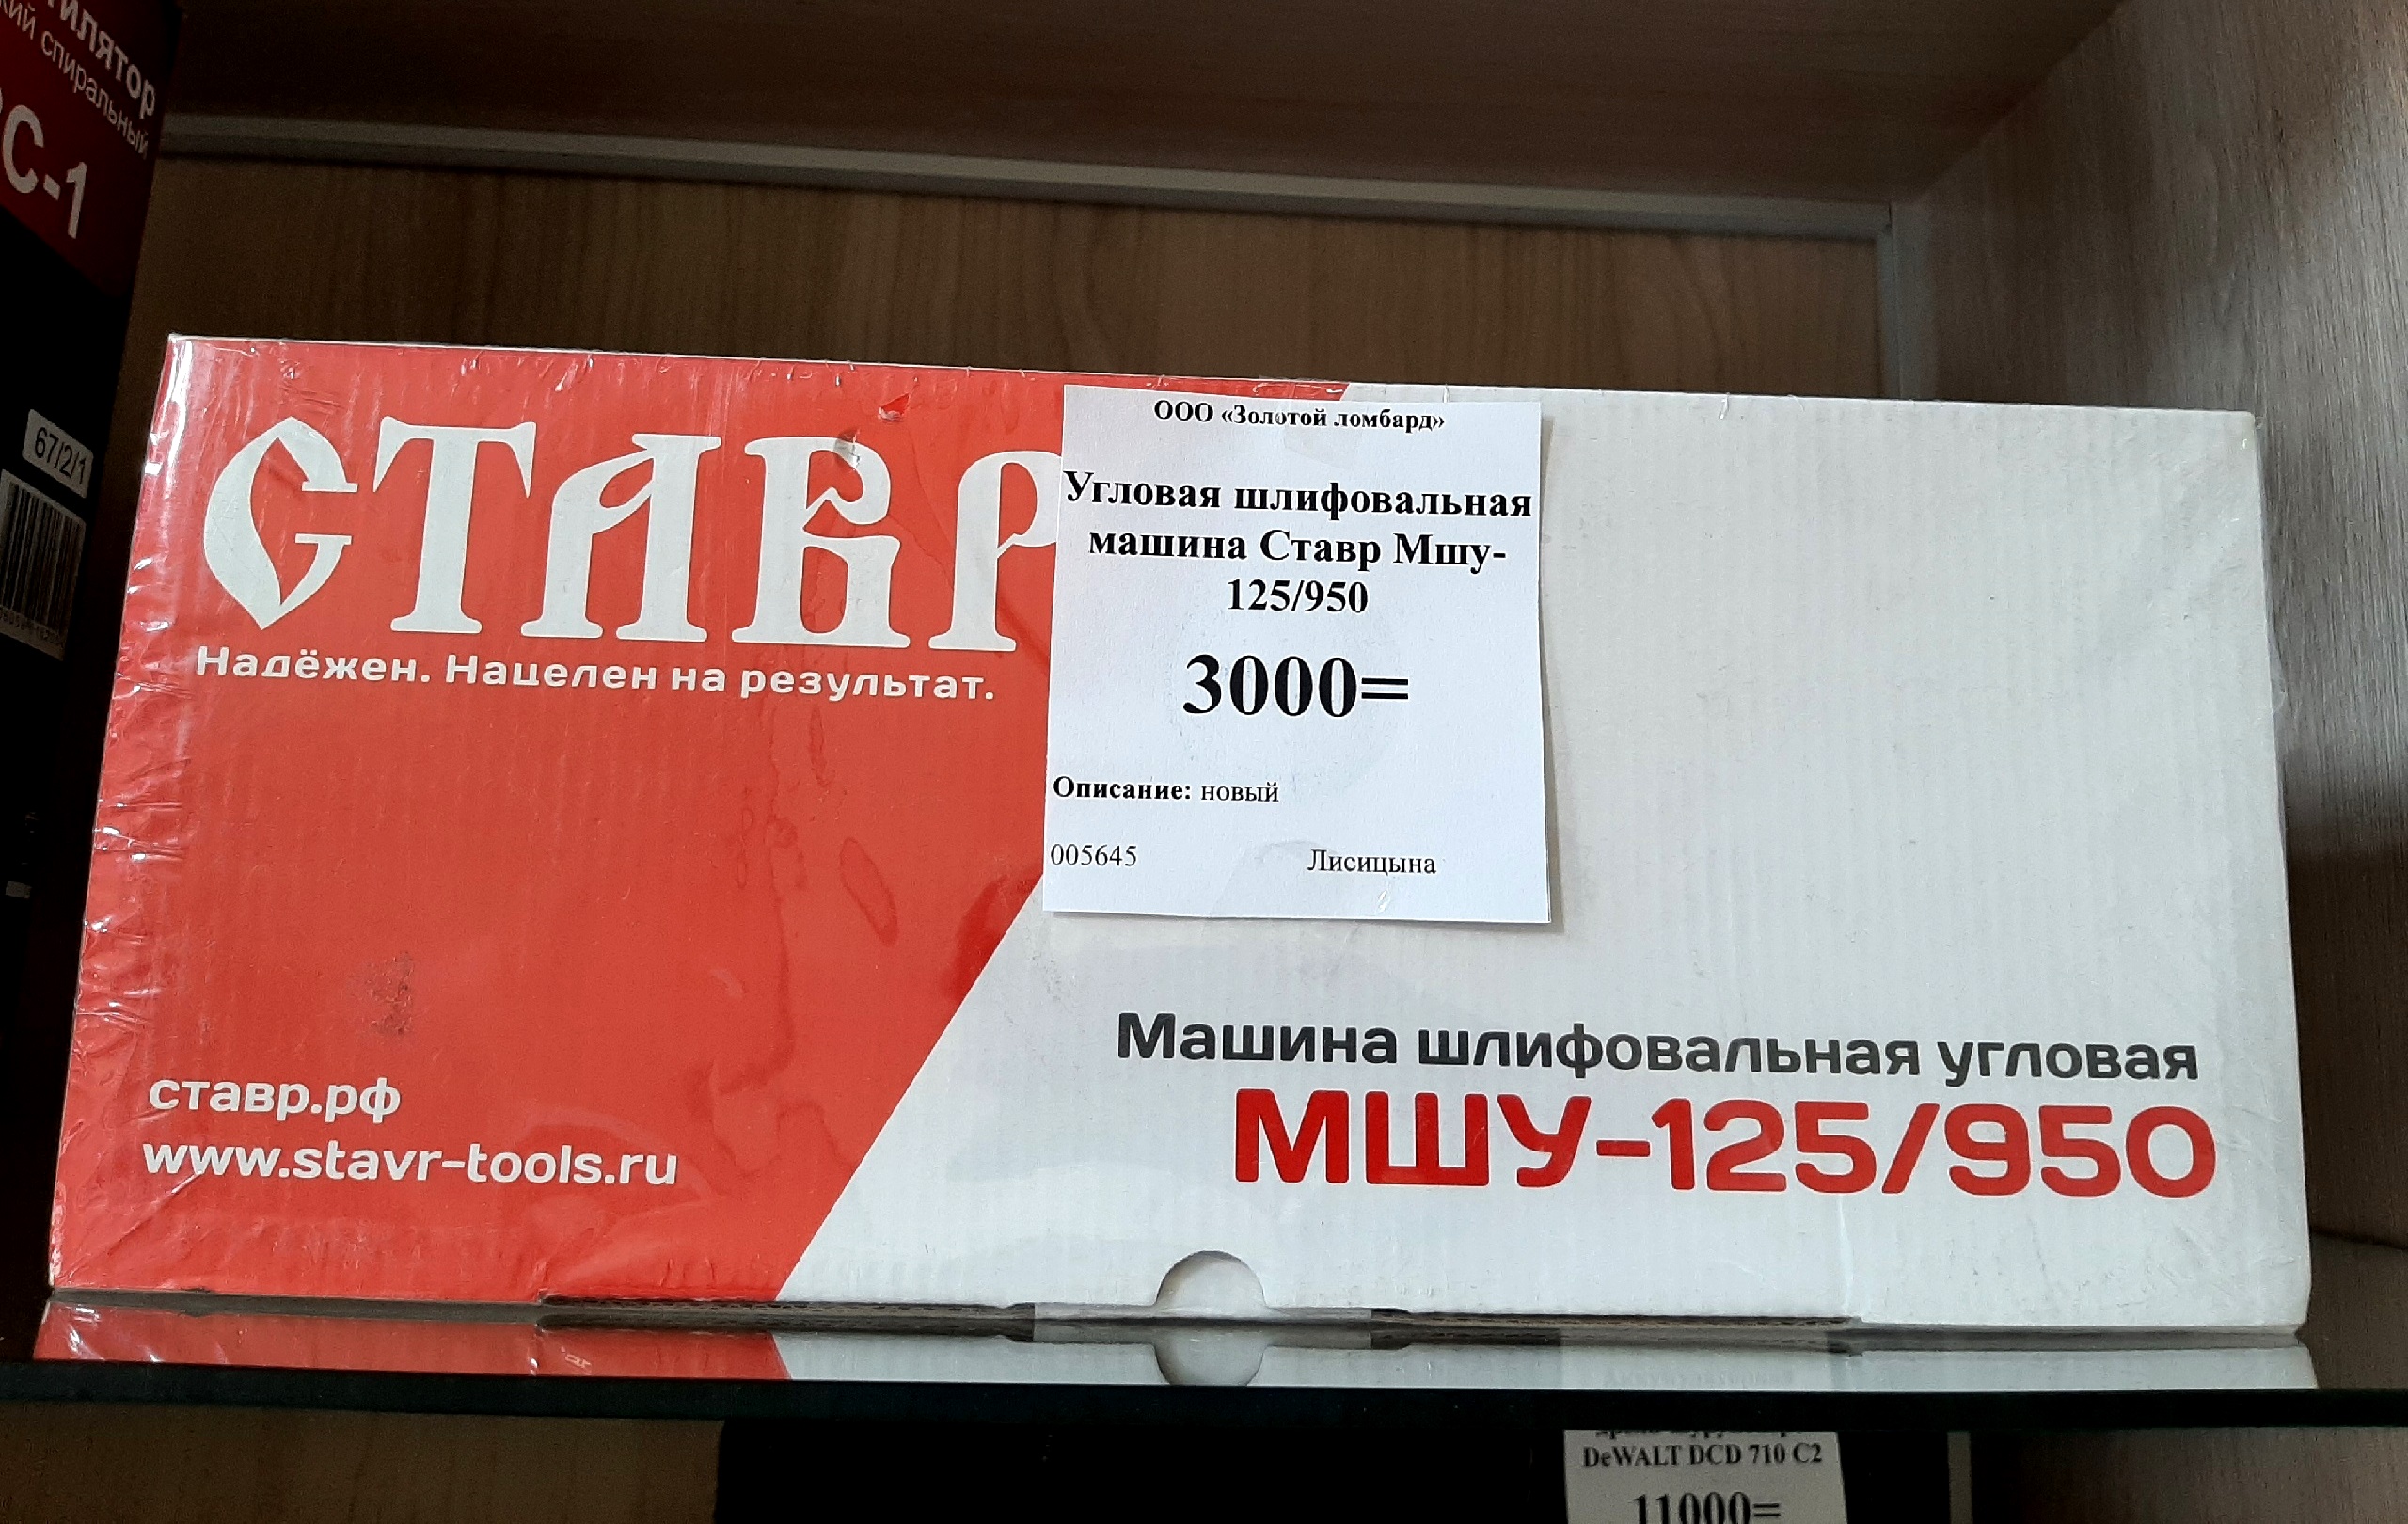 спиральный
С-1
67/2/1
СТАВР
Надёжен. Нацелен на результат.
ставр.рф
www.stavr-tools.ru
ООО «Золотой ломбард»
Угловая шлифовальная
машина Ставр Мшу-
125/950
3000=
Описание: новый
005645 Лисицына
Машина шлифовальная угловая
МШУ-125/950
DeWALT DCD 710 C2
11000=